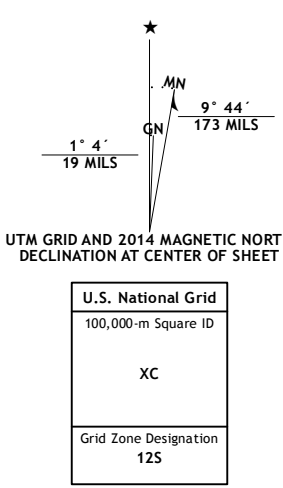 ★
MN
GN
9° 44´
173 MILS
1° 4´
19 MILS
UTM GRID AND 2014 MAGNETIC NORT
DECLINATION AT CENTER OF SHEET
U.S. National Grid
100,000-m Square ID
XC
Grid Zone Designation
12S